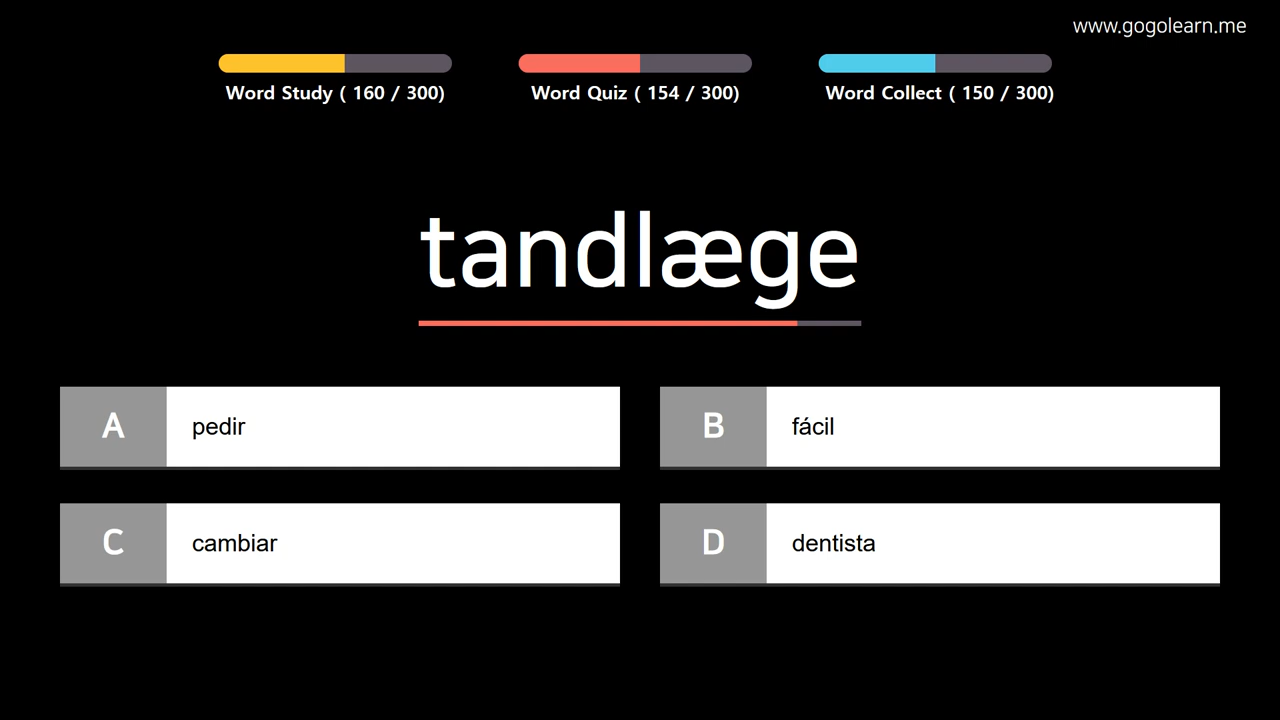 www.gogolearn.me
Word Study ( 160 / 300)
Word Quiz ( 154 / 300)
Word Collect ( 150 / 300)
tandlæge
A pedir
B fácil
C cambiar
D dentista